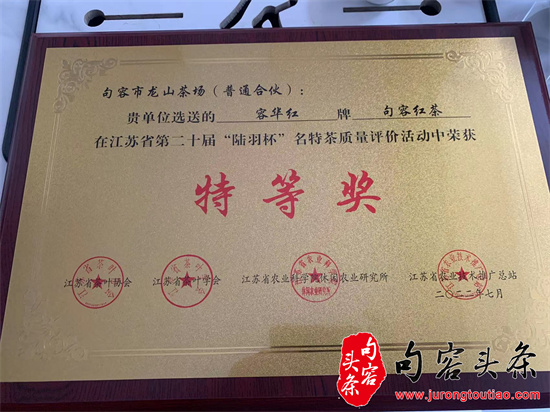 句容市龙山茶场（普通合伙）：
贵单位选送的 容华红 牌 句容红茶
在江苏省第二十届“陆羽杯”名特茶质量评价活动中荣获
特等奖
江苏省茶叶协会 江苏省茶叶学会 江苏省农业科学院休闲农业研究所 江苏省农业技术推广总站
二〇二二年七月
句容头条 句容头条
www.jurongtoutiao.com